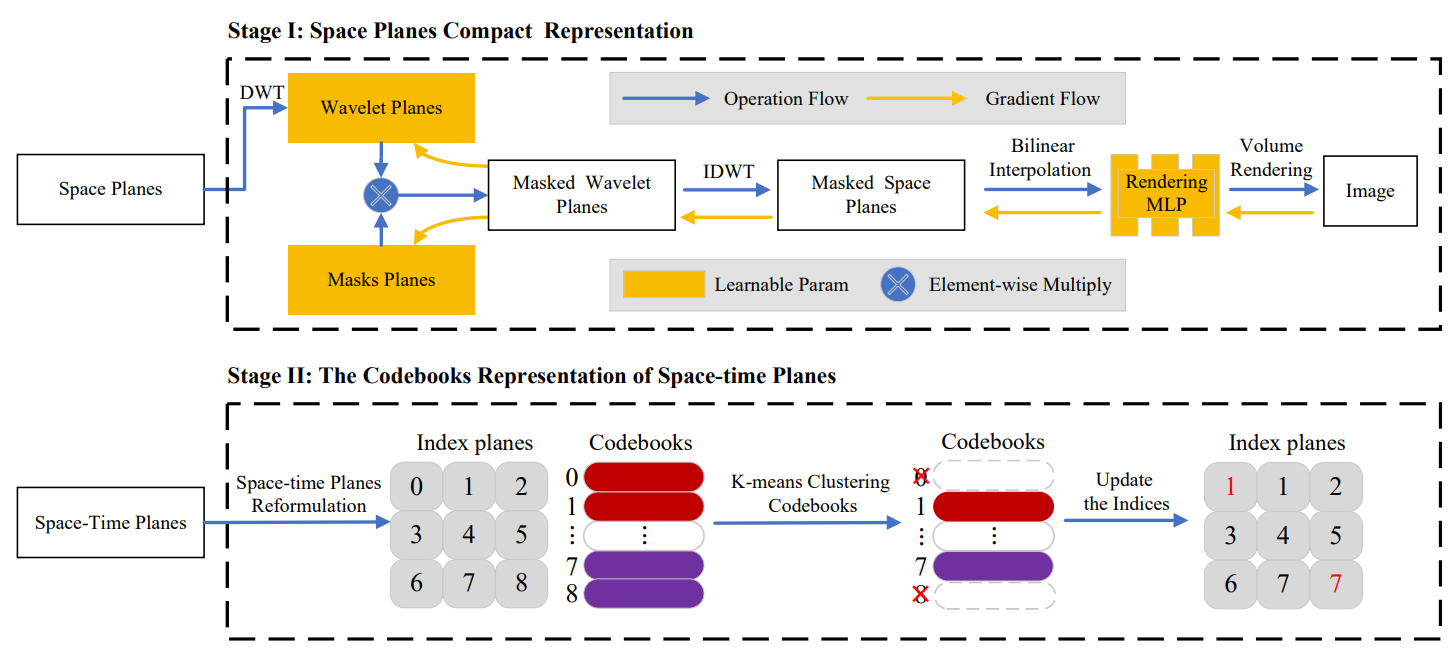 Stage I: Space Planes Compact Representation
DWT
Wavelet Planes
Operation Flow
Gradient Flow
Space Planes
Masked Wavelet
Planes
IDWT
Masked Space
Planes
Bilinear
Interpolation
Rendering
MLP
Volume
Rendering
Image
Masks Planes
Learnable Param
Element-wise Multiply
Stage II: The Codebooks Representation of Space-time Planes
Space-Time Planes
Space-time Planes
Reformulation
Index planes
0 1 2
3 4 5
6 7 8
Codebooks
0
1
⋮ ⋮
7
8
K-means Clustering
Codebooks
Codebooks
0
1
⋮ ⋮
7
8
Update
the Indices
Index planes
1 1 2
3 4 5
6 7 7